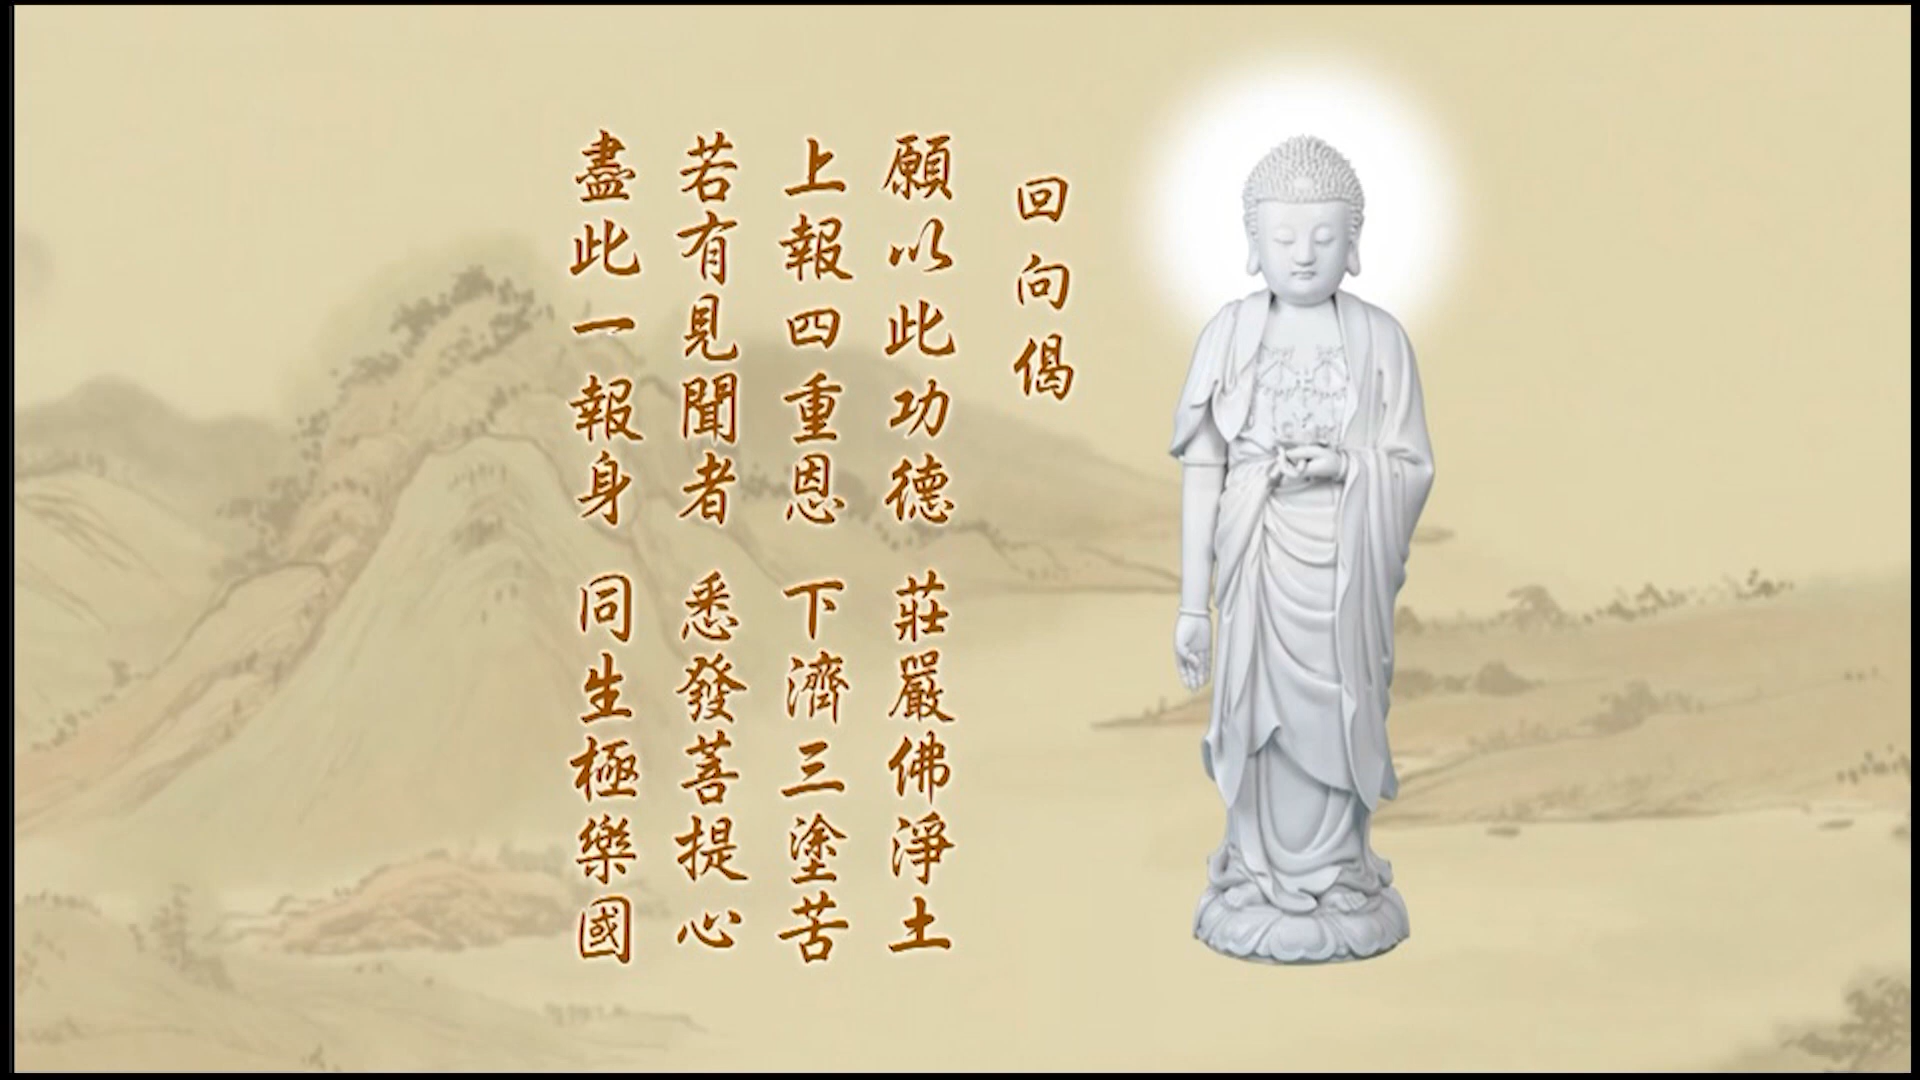 回向偈
願以此功德 莊嚴佛淨土
上報四重恩 下濟三塗苦
若有見聞者 悉發菩提心
盡此一報身 同生極樂國